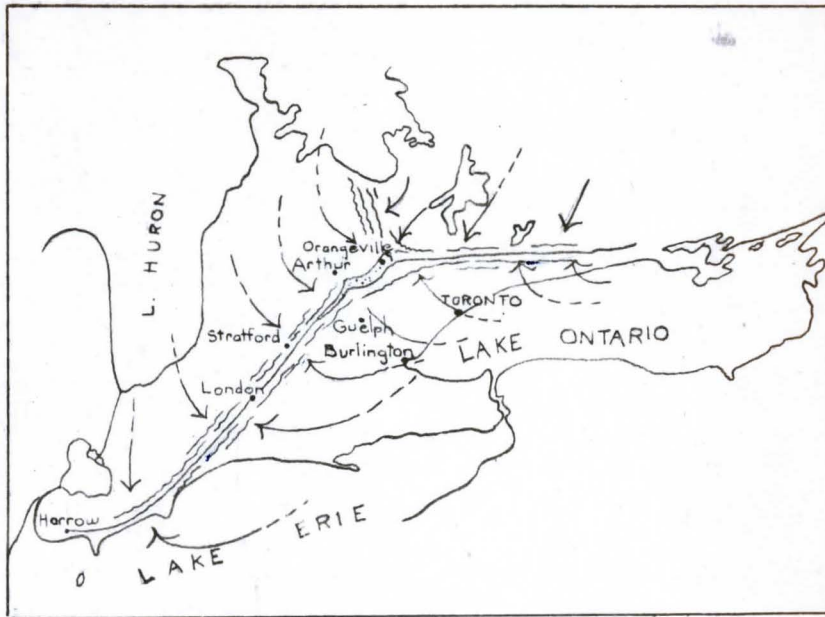 L. HURON
Orangeville
Arthur
TORONTO
Guelph
Stratford
Burlington
LAKE ONTARIO
London
Harrow
LAKE ERIE